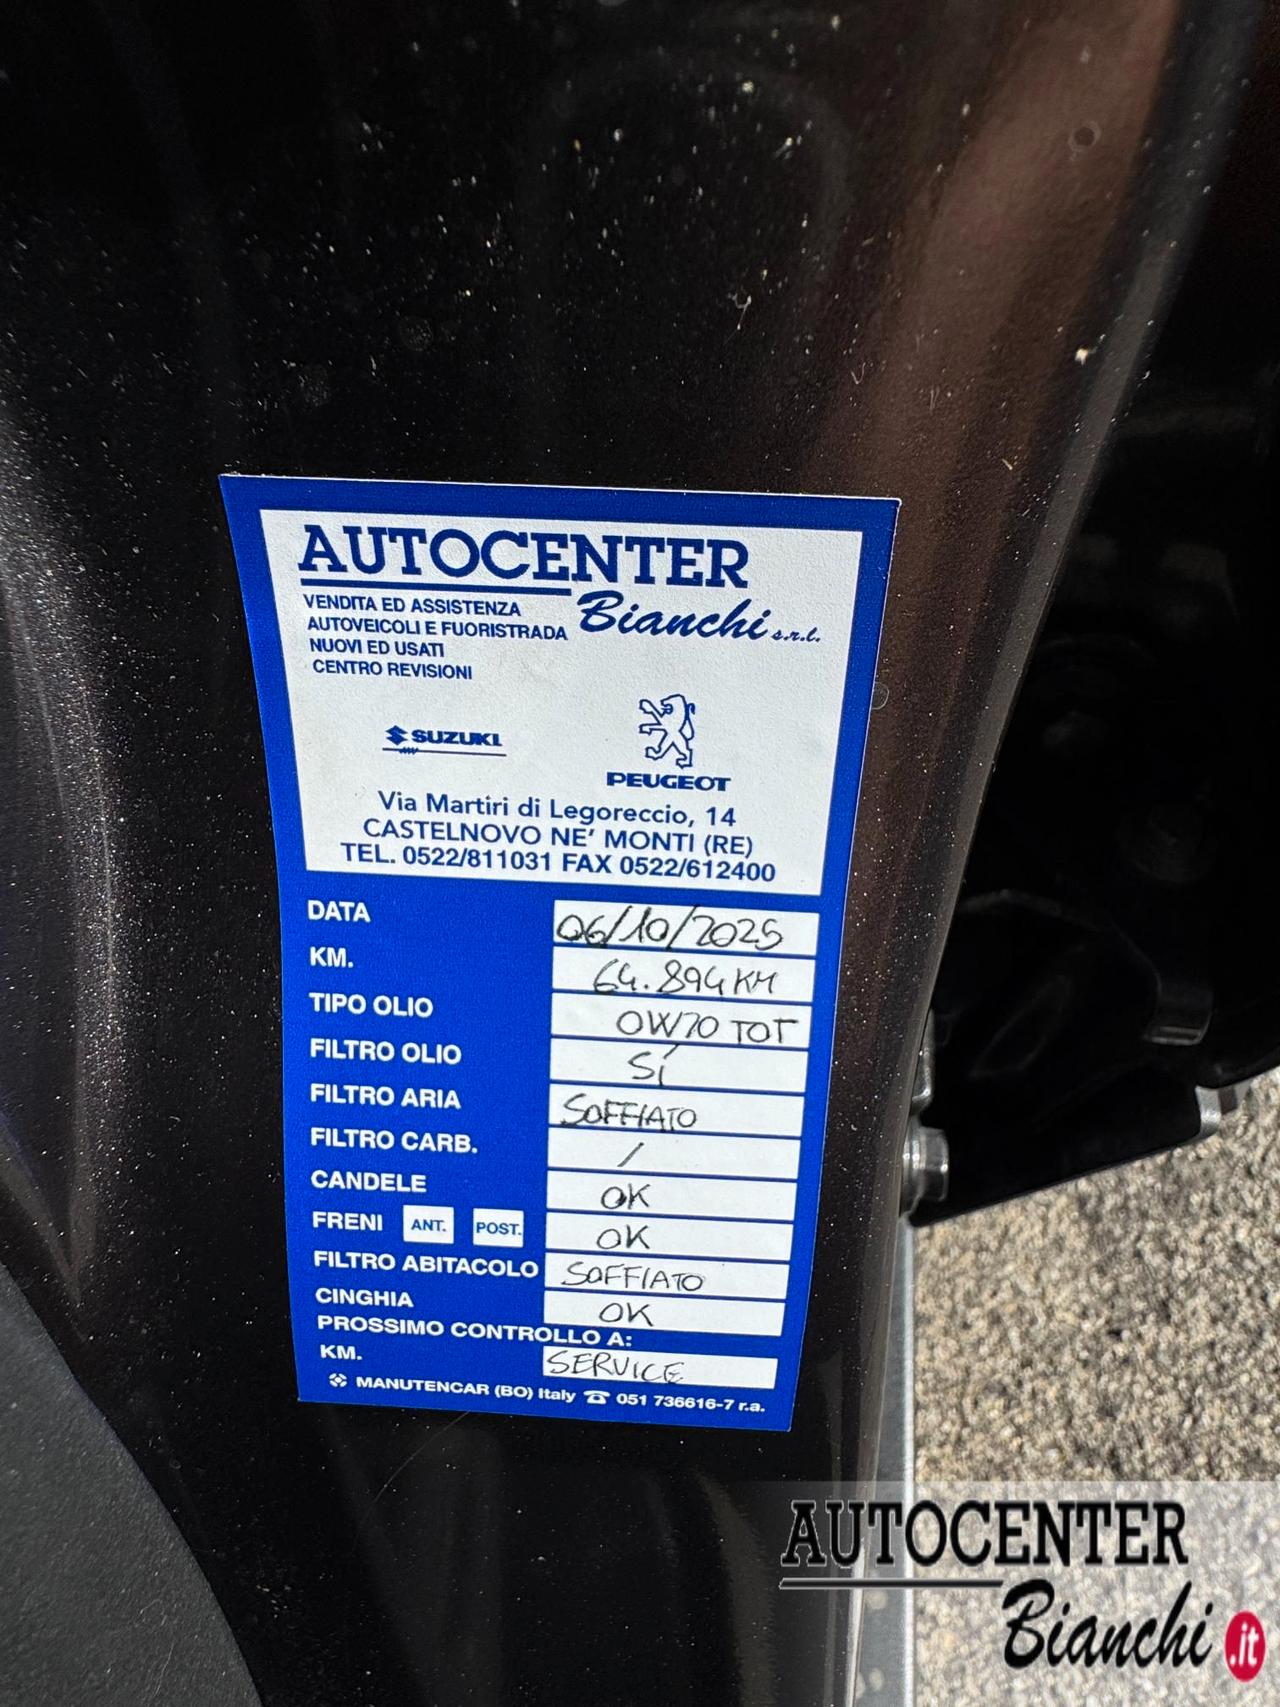 AUTOCENTER
Bianchi s.r.l.
VENDITA ED ASSISTENZA
AUTOVEICOLI E FUORISTRADA
NUOVI ED USATI
CENTRO REVISIONI
SUZUKI
PEUGEOT
Via Martiri di Legoreccio, 14
CASTELNOVO NE' MONTI (RE)
TEL. 0522/811031 FAX 0522/612400
DATA 06/10/2025
KM. 64.894 KM
TIPO OLIO 0W20 TOT
FILTRO OLIO Sì
FILTRO ARIA SOFFIATO
FILTRO CARB. /
CANDELE OK
FRENI ANT. POST. OK
FILTRO ABITACOLO SOFFIATO
CINGHIA OK
PROSSIMO CONTROLLO A:
KM. SERVICE
MANUTENCAR (BO) Italy ☎ 051 736616-7 r.a.
AUTOCENTER
Bianchi .it